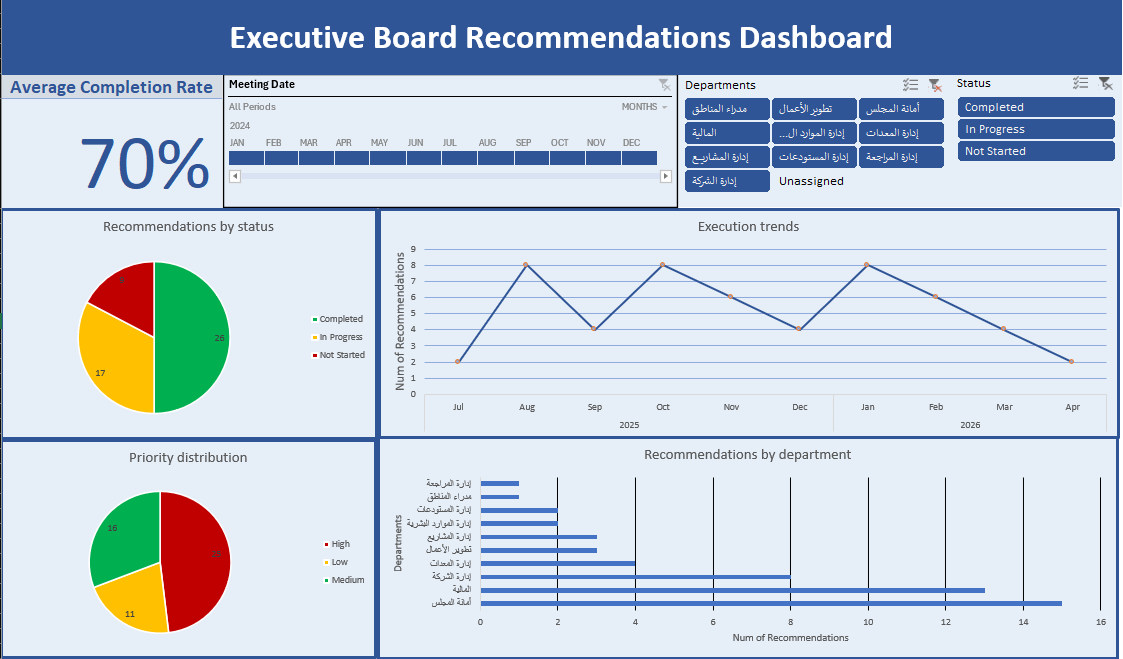 Executive Board Recommendations Dashboard
Average Completion Rate
70%
Meeting Date
All Periods
MONTHS
2024
JAN FEB MAR APR MAY JUN JUL AUG SEP OCT NOV DEC
Departments
مدراء المناطق
تطوير الأعمال
أمانة المجلس
المالية
إدارة الموارد ال...
إدارة المعدات
إدارة المشاريع
إدارة المستودعات
إدارة المراجعة
إدارة الشركة
Unassigned
Status
Completed
In Progress
Not Started
Recommendations by status
26
17
Completed
In Progress
Not Started
Execution trends
Num of Recommendations
9
8
7
6
5
4
3
2
1
0
Jul Aug Sep Oct Nov Dec Jan Feb Mar Apr
2025 2026
Priority distribution
16
11
High
Low
Medium
Recommendations by department
Departments
إدارة المراجعة
مدراء المناطق
إدارة المستودعات
إدارة الموارد البشرية
إدارة المشاريع
تطوير الأعمال
إدارة المعدات
إدارة الشركة
المالية
أمانة المجلس
0 2 4 6 8 10 12 14 16
Num of Recommendations